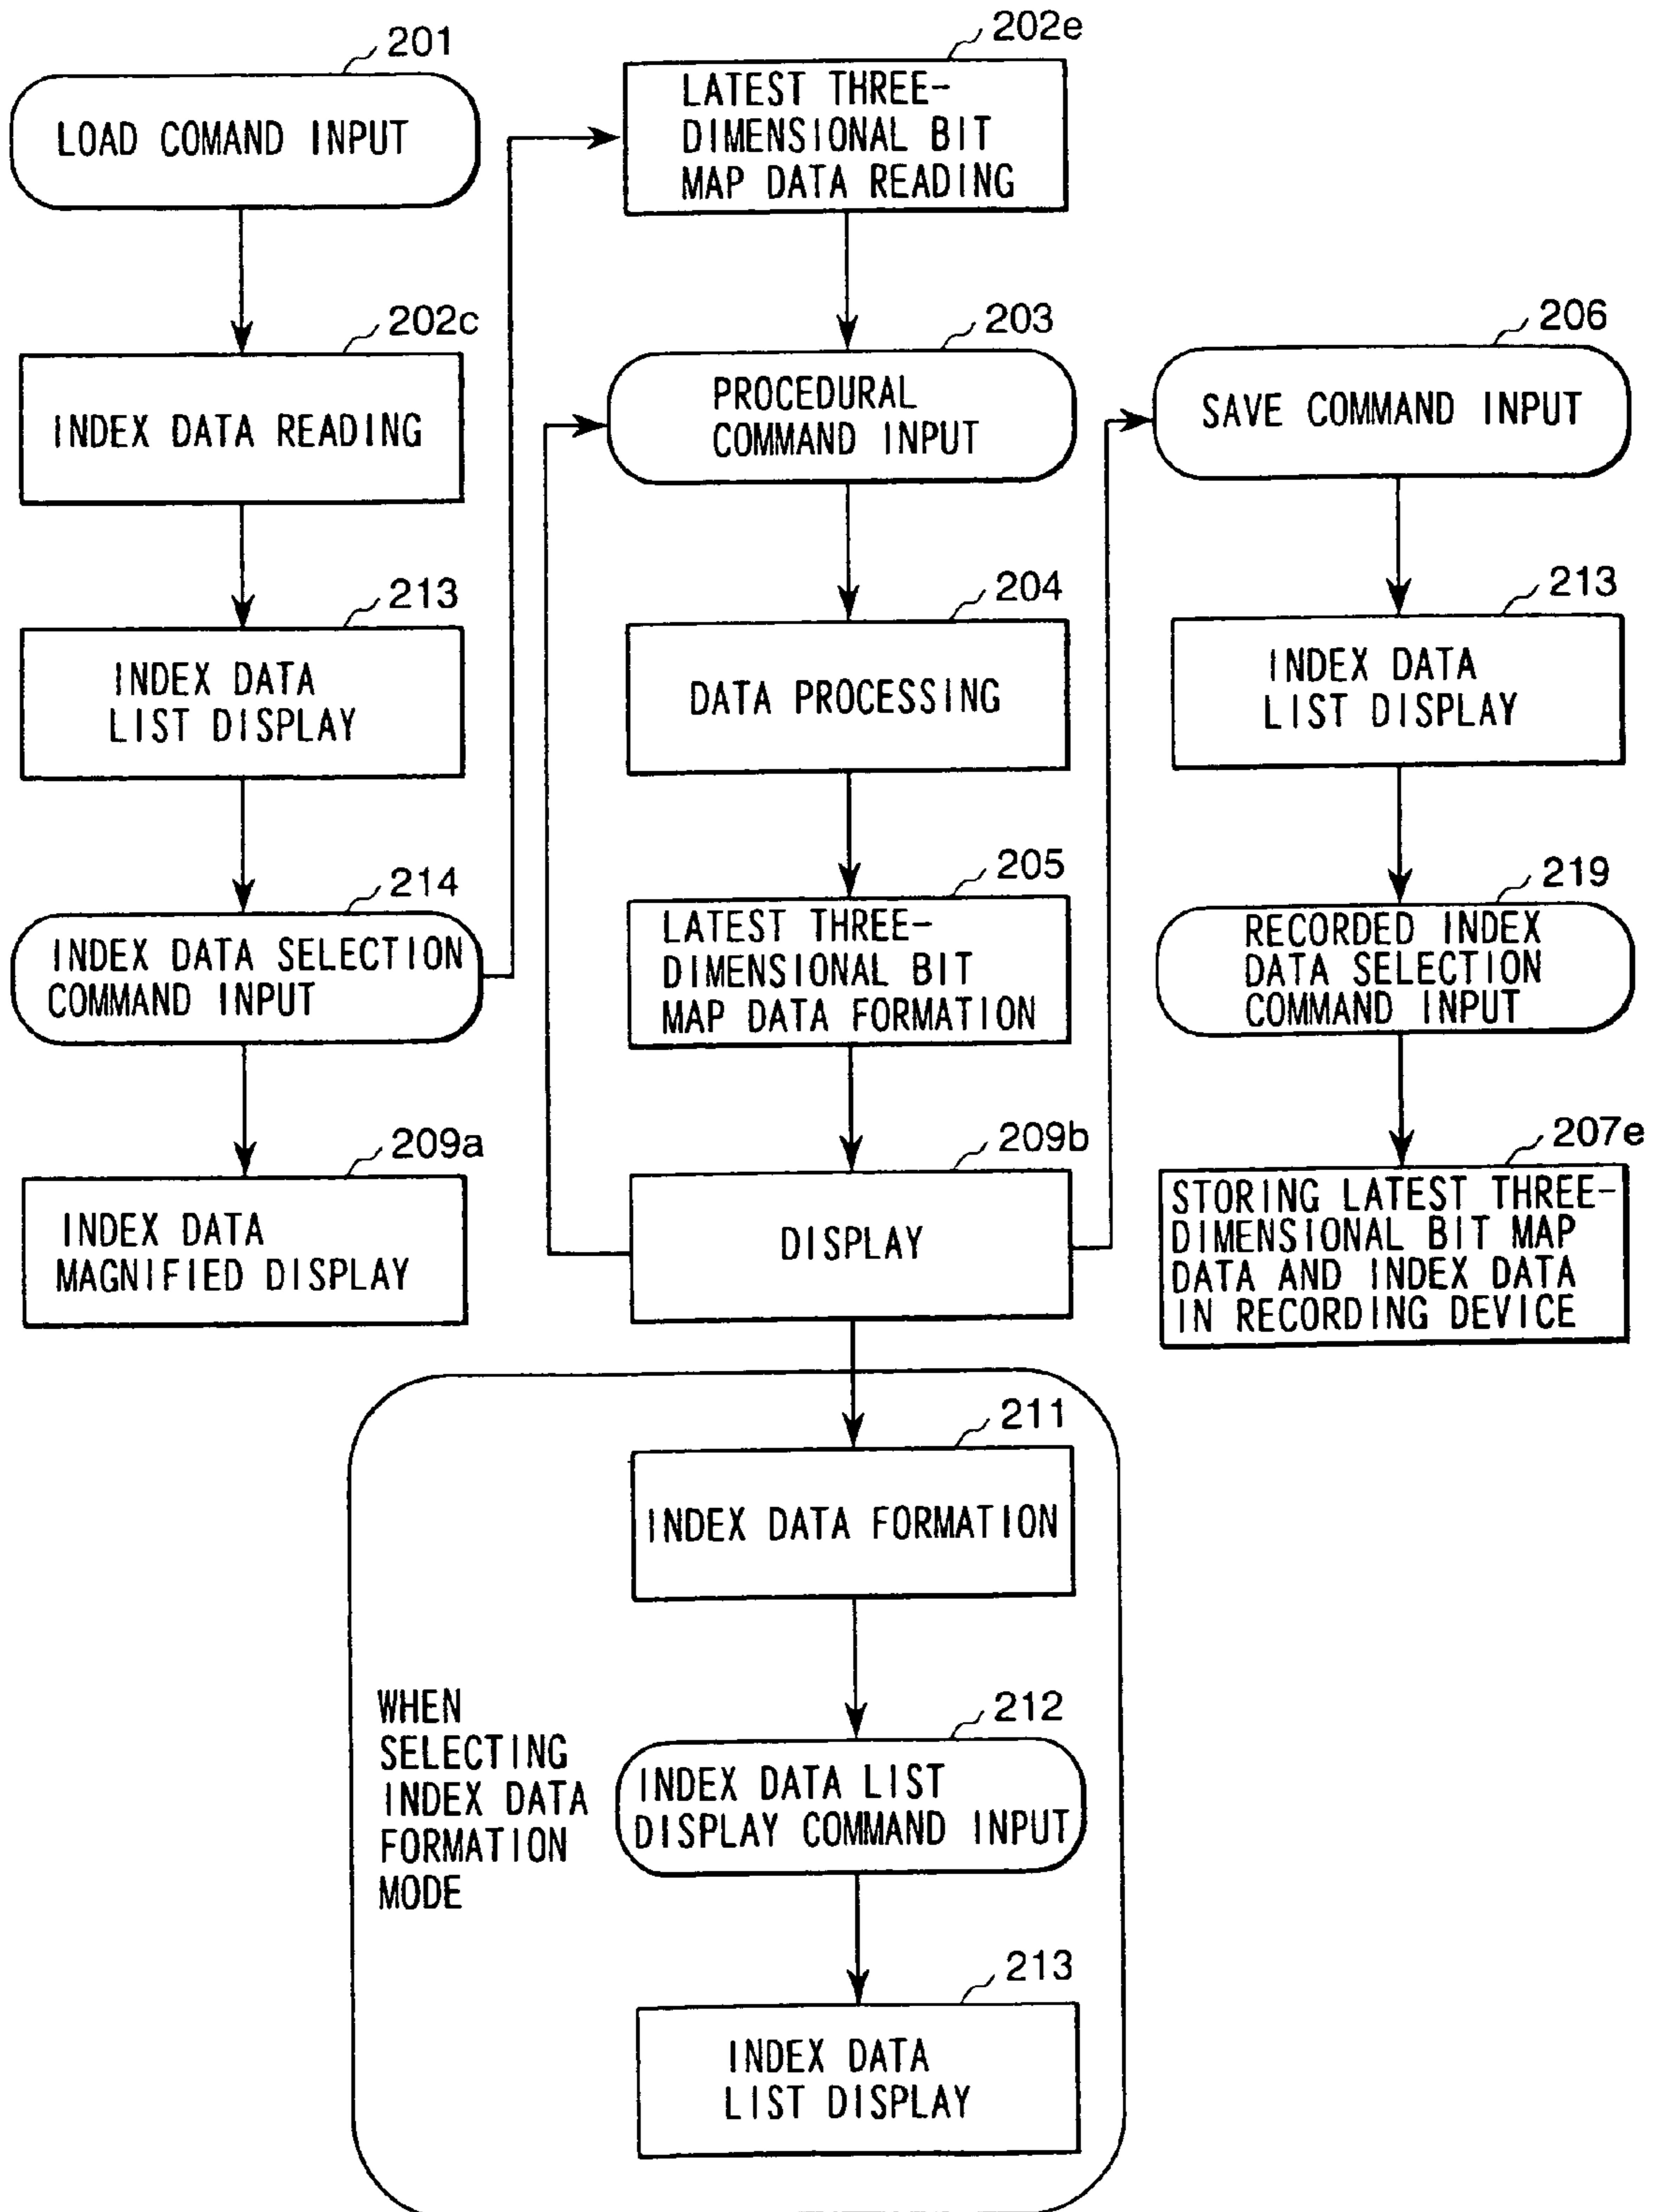 201
LOAD COMAND INPUT
202c
INDEX DATA READING
213
INDEX DATA
LIST DISPLAY
214
INDEX DATA SELECTION
COMMAND INPUT
209a
INDEX DATA
MAGNIFIED DISPLAY
202e
LATEST THREE-
DIMENSIONAL BIT
MAP DATA READING
203
PROCEDURAL
COMMAND INPUT
204
DATA PROCESSING
205
LATEST THREE-
DIMENSIONAL BIT
MAP DATA FORMATION
209b
DISPLAY
206
SAVE COMMAND INPUT
213
INDEX DATA
LIST DISPLAY
219
RECORDED INDEX
DATA SELECTION
COMMAND INPUT
207e
STORING LATEST THREE-
DIMENSIONAL BIT MAP
DATA AND INDEX DATA
IN RECORDING DEVICE
WHEN
SELECTING
INDEX DATA
FORMATION
MODE
211
INDEX DATA FORMATION
212
INDEX DATA LIST
DISPLAY COMMAND INPUT
213
INDEX DATA
LIST DISPLAY